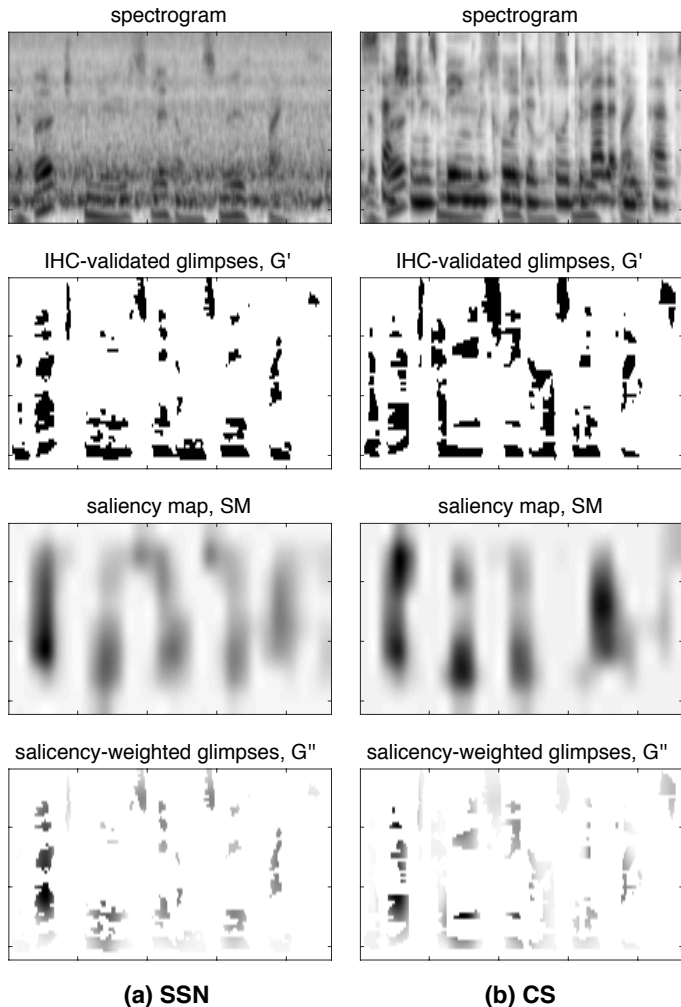 spectrogram
spectrogram
IHC-validated glimpses, G'
IHC-validated glimpses, G'
saliency map, SM
saliency map, SM
salicency-weighted glimpses, G"
salicency-weighted glimpses, G"
(a) SSN
(b) CS